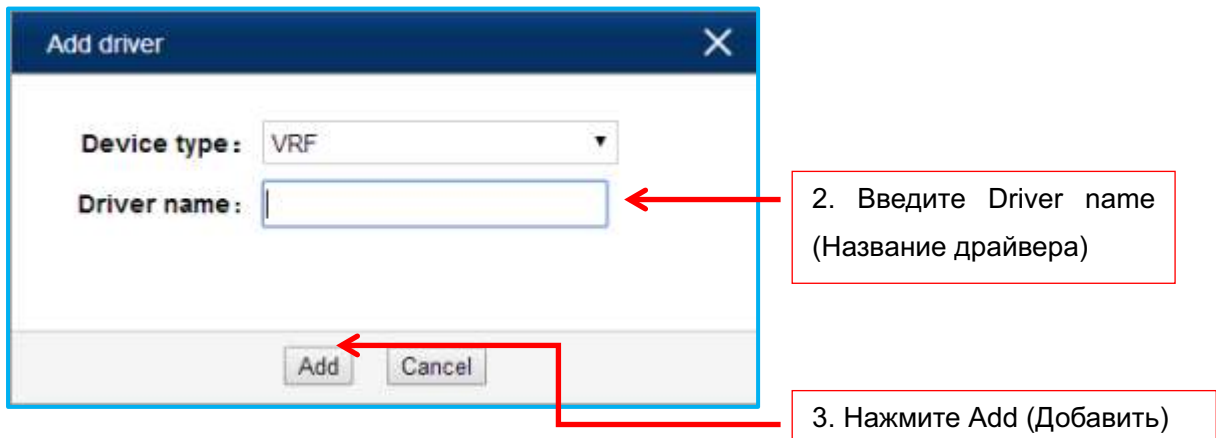 Add driver
Device type: VRF
Driver name:
2. Введите Driver name
(Название драйвера)
Add Cancel
3. Нажмите Add (Добавить)